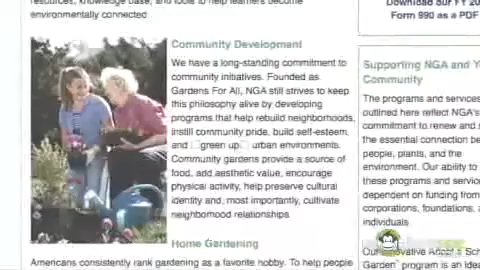 resources, knowledge base, and tools to help learners become
environmentally connected
Community Development
We have a long-standing commitment to
community initiatives. Founded as
Gardens For All, NGA still strives to keep
this philosophy alive by developing
programs that help rebuild neighborhoods,
instill community pride, build self-esteem,
and □green up□ urban environments.
Community gardens provide a source of
food, add aesthetic value, encourage
physical activity, help preserve cultural
identity and, most importantly, cultivate
neighborhood relationships.
Home Gardening
Americans consistently rank gardening as a favorite hobby. To help people
Download our FY 20
Form 990 as a PDF
Supporting NGA and Y
Community
The programs and services
outlined here reflect NGA's
commitment to renew and
the essential connection be
people, plants, and the
environment. Our ability to
these programs and servic
dependent on funding from
corporations, foundations, a
individuals.
Our innovative Adopt a Sch
Garden program is an idea